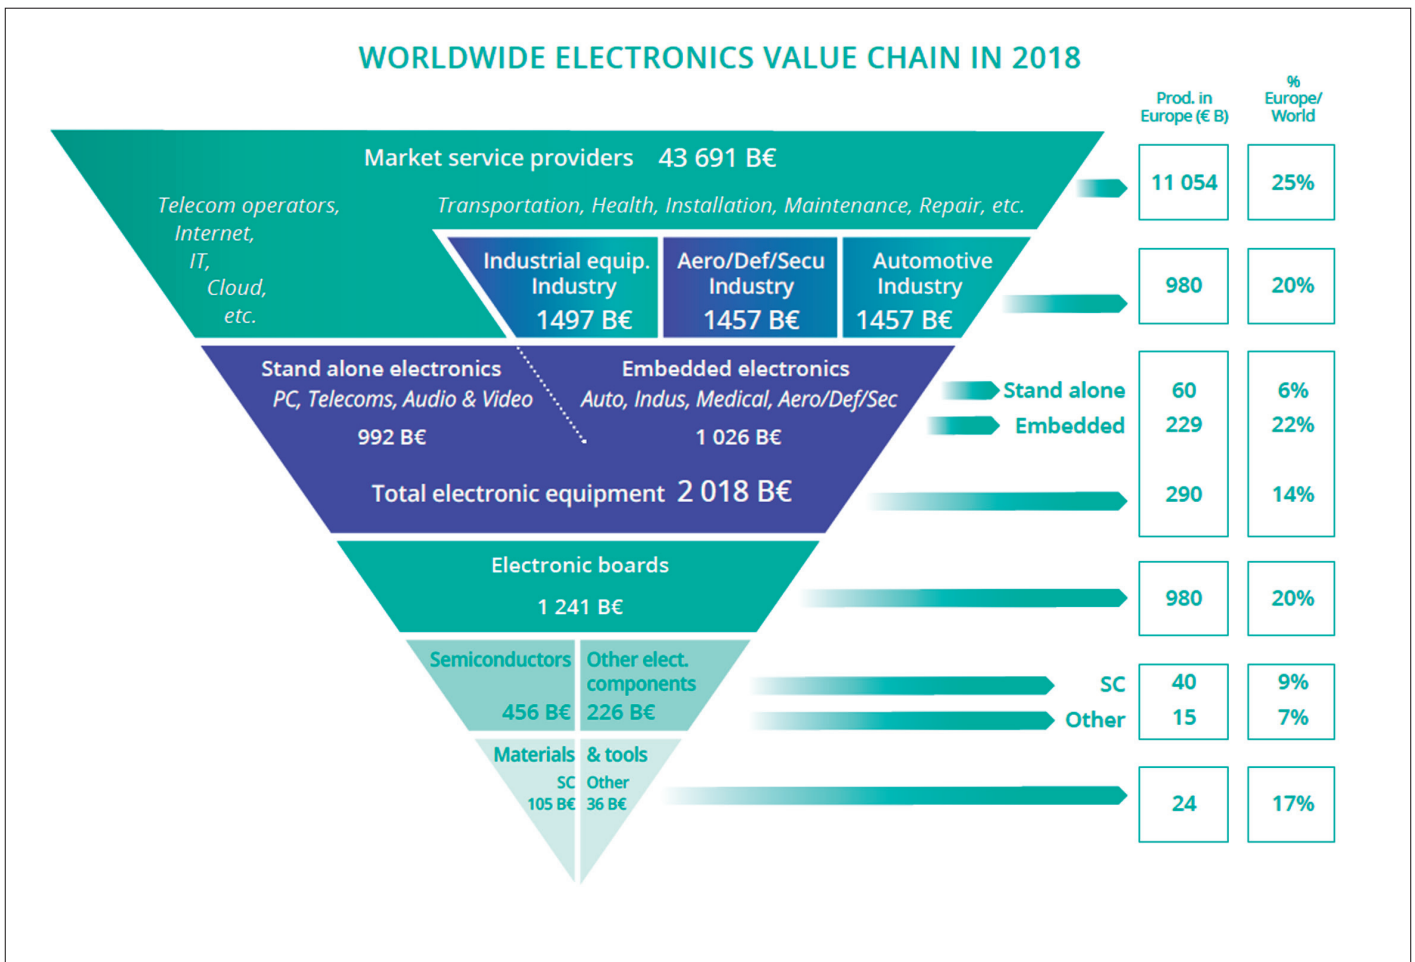 WORLDWIDE ELECTRONICS VALUE CHAIN IN 2018
Prod. in
Europe (€ B)
%
Europe/
World
Market service providers 43 691 B€
11 054
25%
Telecom operators,
Internet,
IT,
Cloud,
etc.
Transportation, Health, Installation, Maintenance, Repair, etc.
Industrial equip.
Industry
1497 B€
Aero/Def/Secu
Industry
1457 B€
Automotive
Industry
1457 B€
980
20%
Stand alone electronics
PC, Telecoms, Audio & Video
992 B€
Embedded electronics
Auto, Indus, Medical, Aero/Def/Sec
1 026 B€
Total electronic equipment 2 018 B€
Stand alone
60
6%
Embedded
229
22%
290
14%
Electronic boards
1 241 B€
980
20%
Semiconductors
456 B€
Other elect.
components
226 B€
SC
40
9%
Other
15
7%
Materials & tools
SC
105 B€
Other
36 B€
24
17%